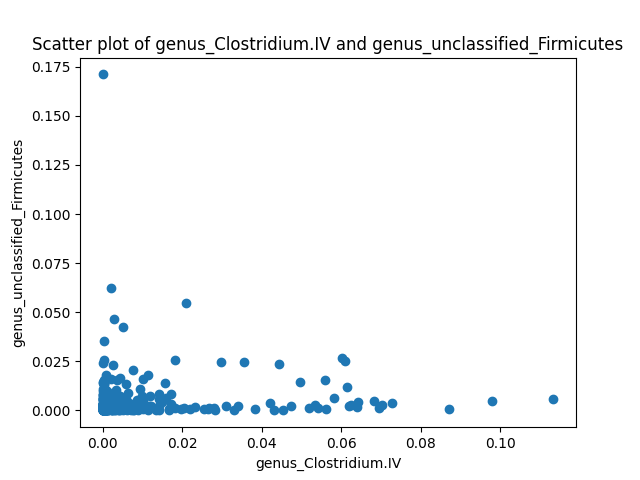 Scatter plot of genus_Clostridium.IV and genus_unclassified_Firmicutes
0.175
0.150
0.125
0.100
0.075
0.050
0.025
0.000
genus_unclassified_Firmicutes
0.00 0.02 0.04 0.06 0.08 0.10
genus_Clostridium.IV